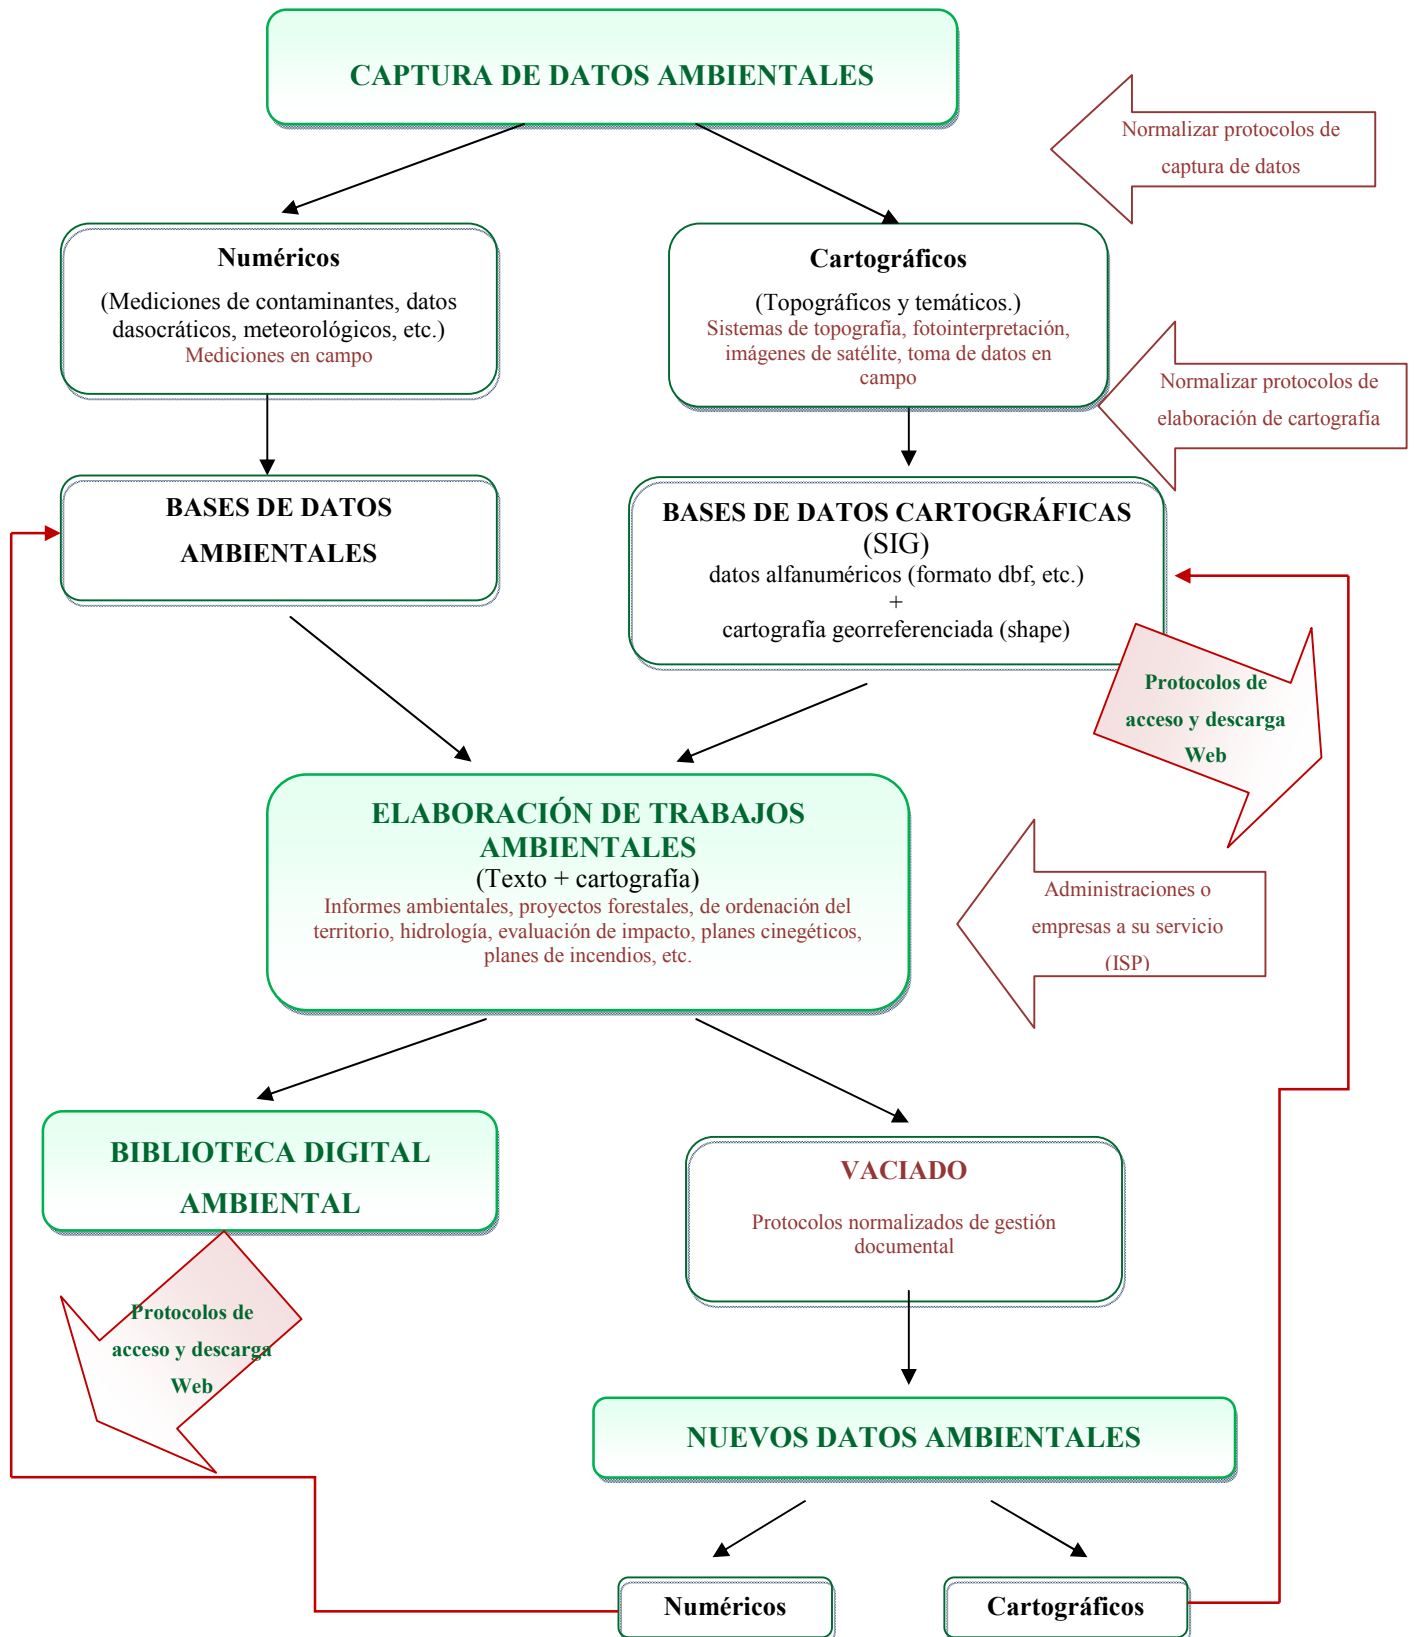 CAPTURA DE DATOS AMBIENTALES
Normalizar protocolos de
captura de datos
Numéricos
(Mediciones de contaminantes, datos
dasocráticos, meteorológicos, etc.)
Mediciones en campo
Cartográficos
(Topográficos y temáticos.)
Sistemas de topografía, fotointerpretación,
imágenes de satélite, toma de datos en
campo
Normalizar protocolos de
elaboración de cartografía
BASES DE DATOS
AMBIENTALES
BASES DE DATOS CARTOGRÁFICAS
(SIG)
datos alfanuméricos (formato dbf, etc.)
+
cartografía georreferenciada (shape)
Protocolos de
acceso y descarga
Web
ELABORACIÓN DE TRABAJOS
AMBIENTALES
(Texto + cartografía)
Informes ambientales, proyectos forestales, de ordenación del
territorio, hidrología, evaluación de impacto, planes cinegéticos,
planes de incendios, etc.
Administraciones o
empresas a su servicio
(ISP)
BIBLIOTECA DIGITAL
AMBIENTAL
VACIADO
Protocolos normalizados de gestión
documental
Protocolos de
acceso y descarga
Web
NUEVOS DATOS AMBIENTALES
Numéricos
Cartográficos